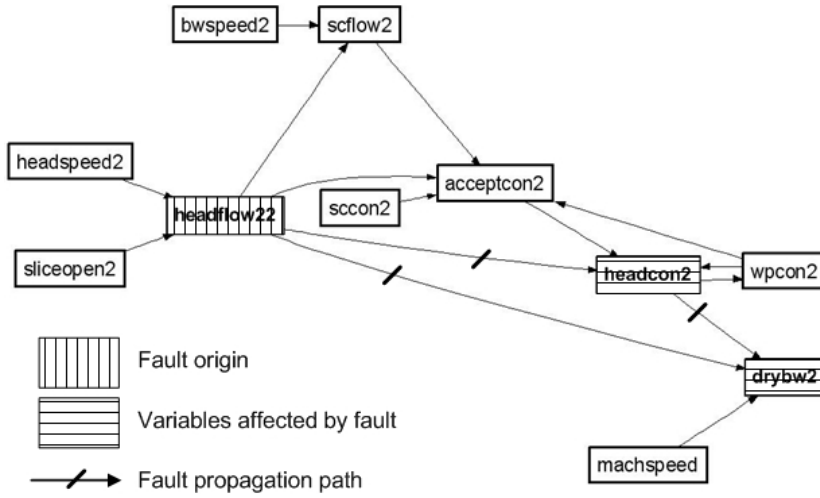 bwspeed2
scflow2
headspeed2
acceptcon2
headflow22
sccon2
sliceopen2
headcon2
wpcon2
Fault origin
drybw2
Variables affected by fault
machspeed
Fault propagation path